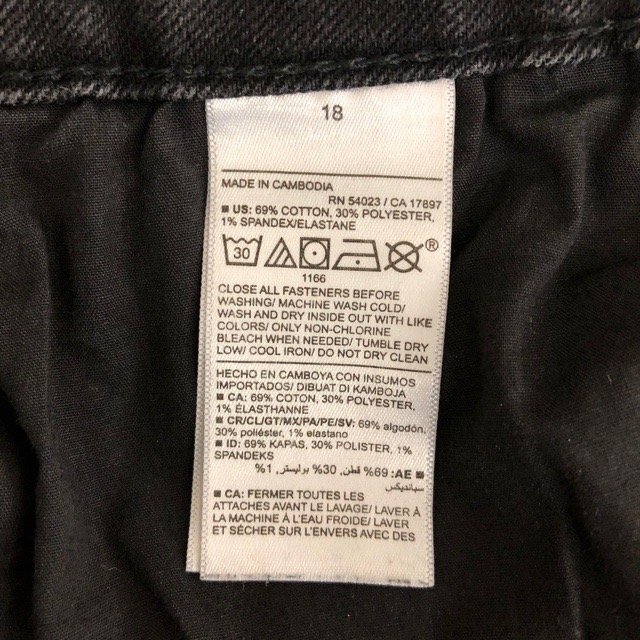 18
MADE IN CAMBODIA
RN 54023 / CA 17897
■ US: 69% COTTON, 30% POLYESTER,
1% SPANDEX/ELASTANE
30 ®
1166
CLOSE ALL FASTENERS BEFORE
WASHING/ MACHINE WASH COLD/
WASH AND DRY INSIDE OUT WITH LIKE
COLORS/ ONLY NON-CHLORINE
BLEACH WHEN NEEDED/ TUMBLE DRY
LOW/ COOL IRON/ DO NOT DRY CLEAN
HECHO EN CAMBOYA CON INSUMOS
IMPORTADOS/ DIBUAT DI KAMBOJA
■ CA: 69% COTON, 30% POLYESTER,
1% ÉLASTHANNE
■ CR/CL/GT/MX/PA/PE/SV: 69% algodón,
30% poliéster, 1% elastano
■ ID: 69% KAPAS, 30% POLISTER, 1%
SPANDEKS
■ AE: 69% قطن, 30% بوليستر, 1%
سباندیکس
■ CA: FERMER TOUTES LES
ATTACHES AVANT LE LAVAGE/ LAVER À
LA MACHINE À L'EAU FROIDE/ LAVER
ET SÉCHER SUR L'ENVERS AVEC DES